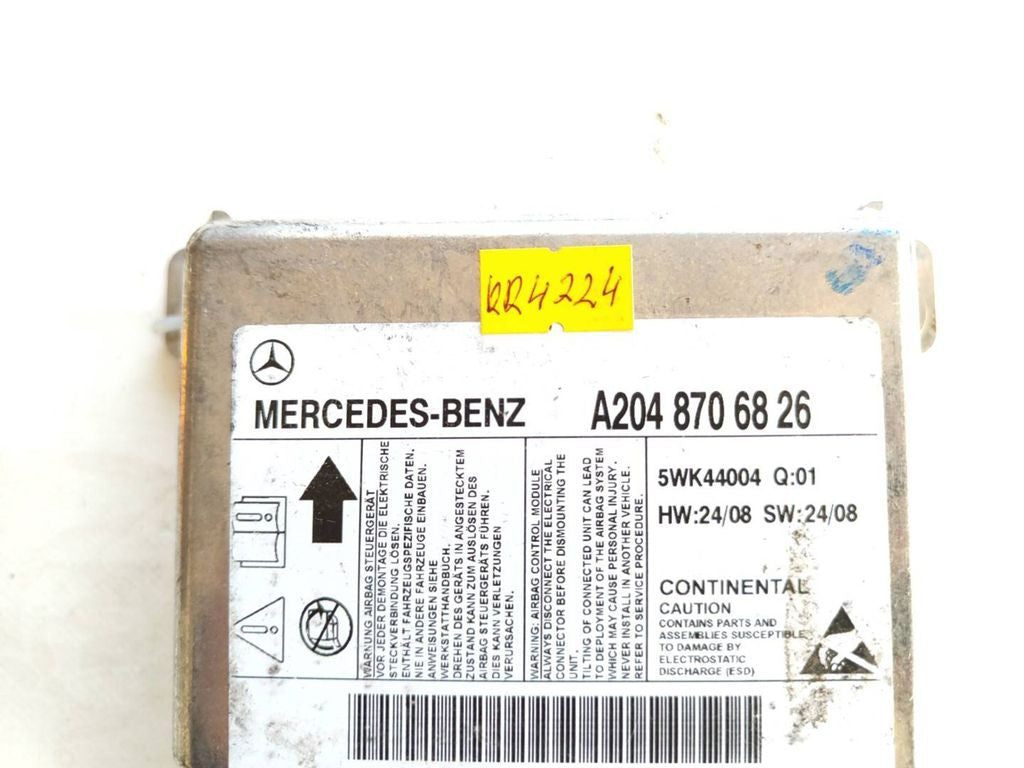 MERCEDES-BENZ A204 870 68 26
WARNUNG AIRBAG STEUERGERÄT
VOR JEDER DEMONTAGE DIE ELEKTRISCHE
STECKVERBINDUNG LÖSEN.
ENTHÄLT FAHRZEUGSPEZIFISCHE DATEN.
NIE IN ANDERE FAHRZEUGE EINBAUEN.
ANWEISUNGEN SIEHE
WERKSTATTHANDBUCH.
DREHEN DES GERÄTS IN ANGESTECKTEM
ZUSTAND KANN ZUM AUSLÖSEN DES
AIRBAG STEUERGERÄTS FÜHREN.
DIES KANN VERLETZUNGEN
VERURSACHEN.
WARNING: AIRBAG CONTROL MODULE
ALWAYS DISCONNECT THE ELECTRICAL
CONNECTOR BEFORE DISMOUNTING THE
UNIT.
TILTING OF CONNECTED UNIT CAN LEAD
TO DEPLOYMENT OF THE AIRBAG SYSTEM
WHICH MAY CAUSE PERSONAL INJURY.
NEVER INSTALL IN ANOTHER VEHICLE.
REFER TO SERVICE PROCEDURE.
5WK44004 Q:01
HW:24/08 SW:24/08
CONTINENTAL
CAUTION
CONTAINS PARTS AND
ASSEMBLIES SUSCEPTIBLE
TO DAMAGE BY
ELECTROSTATIC
DISCHARGE (ESD)